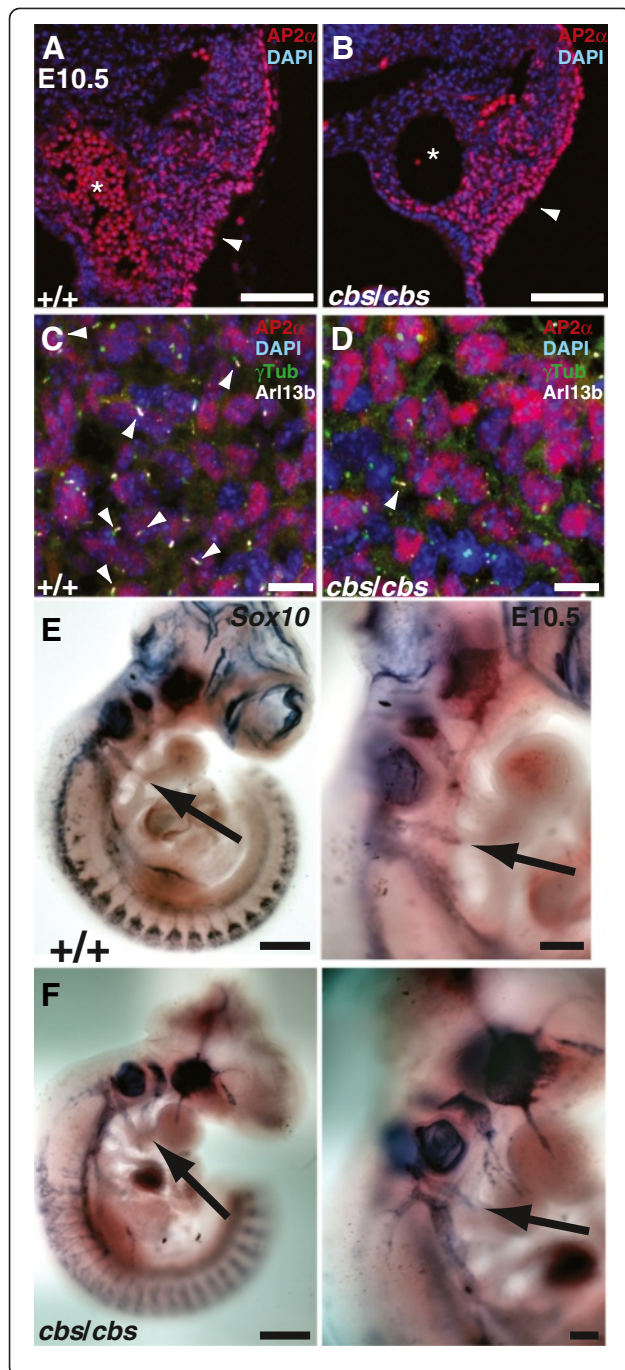 A
AP2α
DAPI
E10.5
*
+/+
B
AP2α
DAPI
*
cbs/cbs
C
AP2α
DAPI
γTub
Arl13b
+/+
D
AP2α
DAPI
γTub
Arl13b
cbs/cbs
E
Sox10
E10.5
+/+
F
cbs/cbs